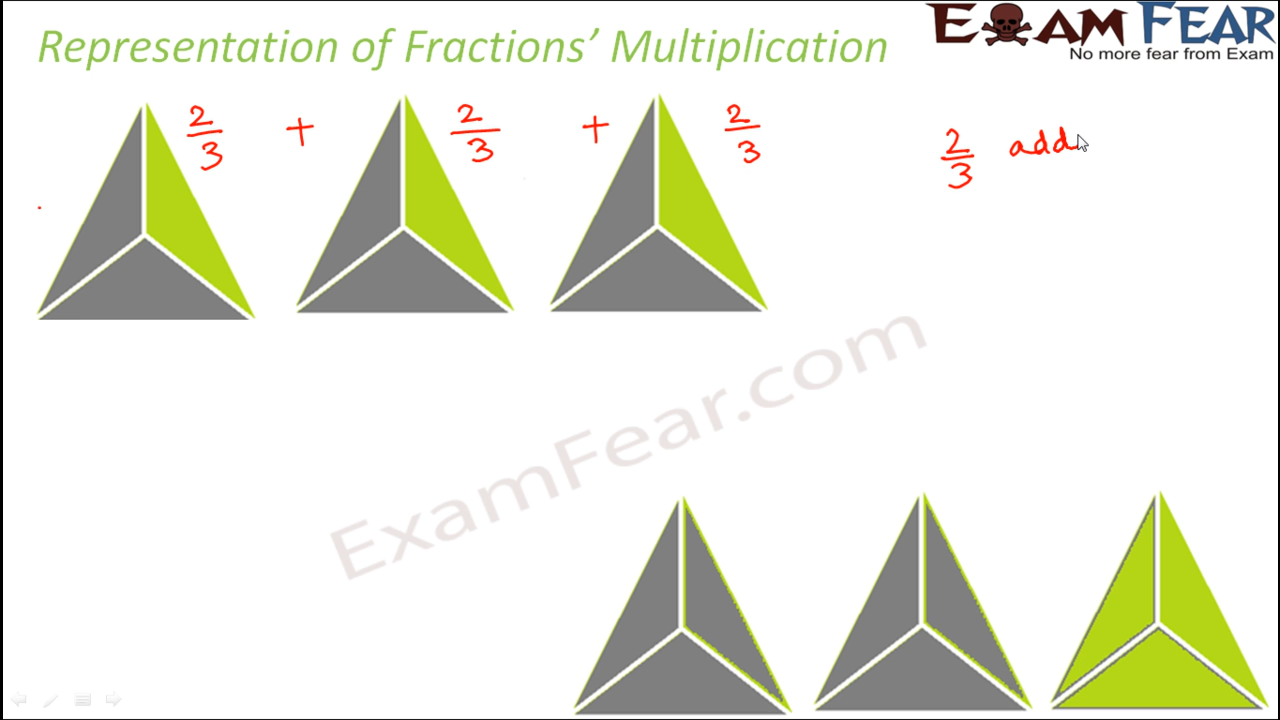 Representation of Fractions’ Multiplication
EXAM FEAR
No more fear from Exam
2/3 + 2/3 + 2/3
2/3 add
ExamFear.com